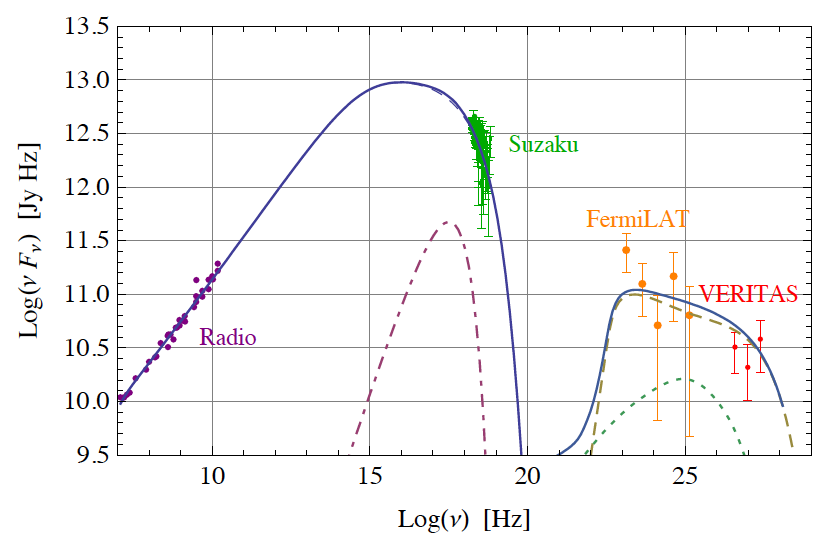 13.5
13.0
12.5
12.0
11.5
11.0
10.5
10.0
9.5
Log(ν Fν) [Jy Hz]
Suzaku
FermiLAT
VERITAS
Radio
10 15 20 25
Log(ν) [Hz]